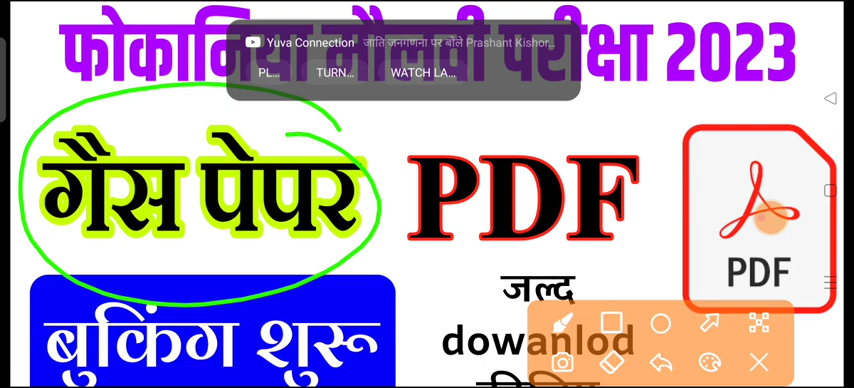 फोकानिया मौलवी परीक्षा 2023
Yuva Connection जाति जनगणना पर बोले Prashant Kishor...
PL... TURN... WATCH LA...
गैस पेपर PDF
PDF
बुकिंग शुरू
जल्द
dowanlod